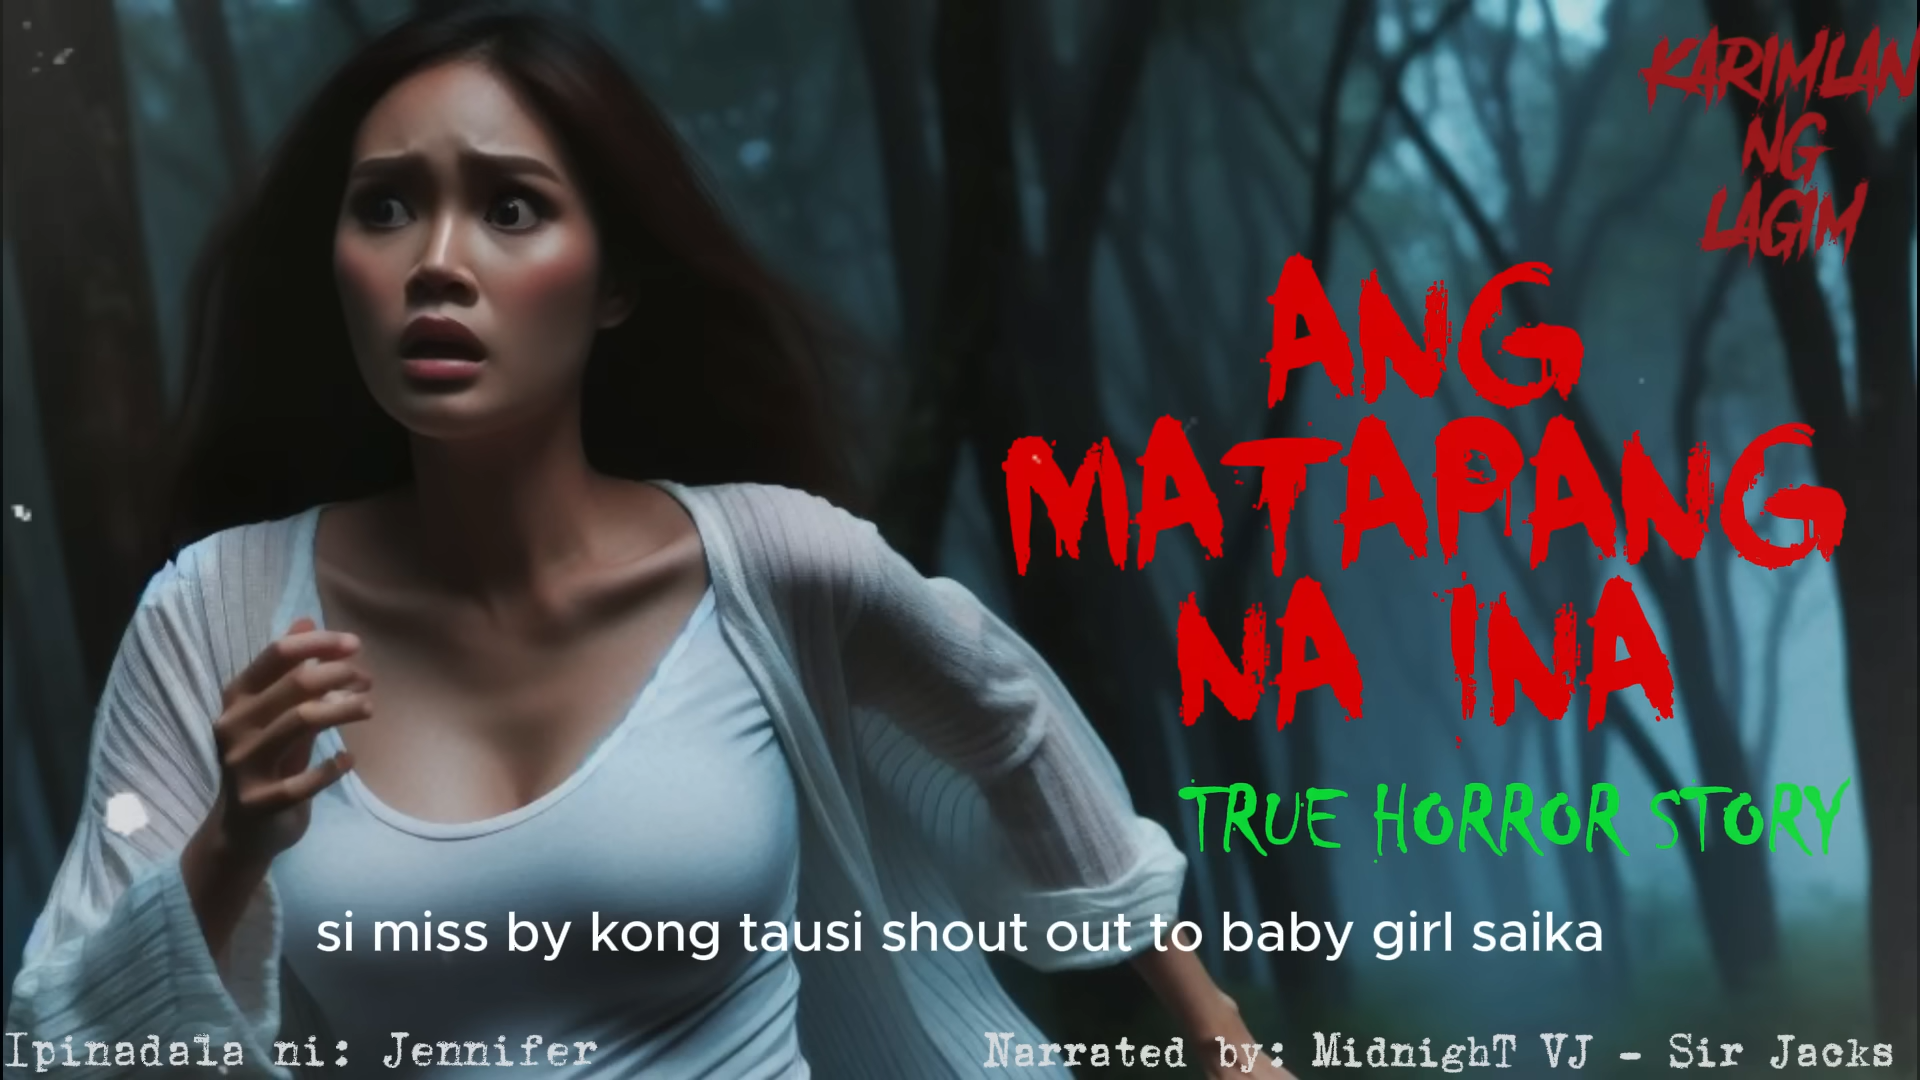 KARIMLAN
NG
LAGIM
ANG
MATAPANG
NA INA
TRUE HORROR STORY
si miss by kong tausi shout out to baby girl saika
Ipinadala ni: Jennifer
Narrated by: MidnighT VJ - Sir Jacks